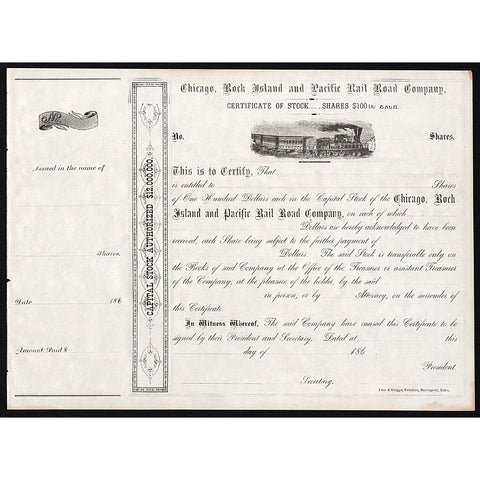 Chicago, Rock Island and Pacific Rail Road Company.
CERTIFICATE OF STOCK SHARES $100.00 EACH.
No.
Shares.
This is to Certify, That
is entitled to Shares
of One Hundred Dollars each in the Capital Stock of the Chicago, Rock
Island and Pacific Rail Road Company, on each of which
Dollars are hereby acknowledged to have been
received, each Share being subject to the further payment of
Dollars. The said Stock is transferable only on
the Books of said Company at the Office of the Treasurer or assistant Treasurer
of the Company, at the pleasure of the holder, by the said
in person, or by Attorney, on the surrender of
this Certificate.
In Witness Whereof, The said Company have caused this Certificate to be
signed by their President and Secretary. Dated at this
day of 186
President.
Secretary.
Luse & Griggs, Printers, Davenport, Iowa.
CAPITAL STOCK AUTHORIZED $12,000,000.
No.
Issued in the name of
Shares.
Date 186
Amount Paid $